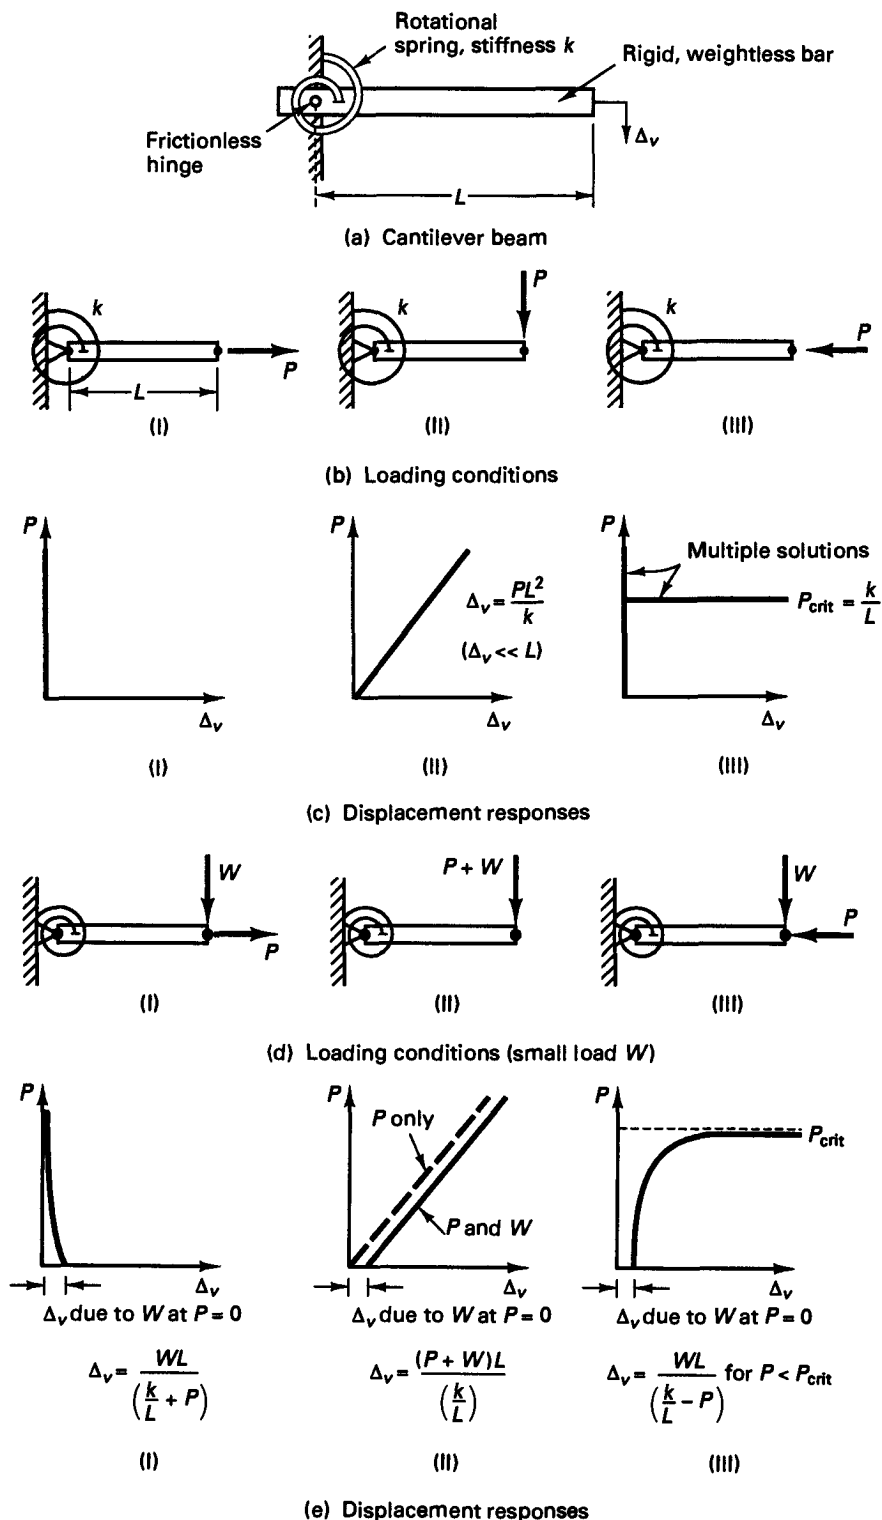 Rotational
spring, stiffness k
Rigid, weightless bar
Frictionless
hinge
Δv
L
(a) Cantilever beam
k
P
L
(I)
k
P
(II)
k
P
(III)
(b) Loading conditions
P
Δv
(I)
P
Δv = PL²/k
(Δv << L)
Δv
(II)
P
Multiple solutions
Pcrit = k/L
Δv
(III)
(c) Displacement responses
W
P
(I)
P + W
(II)
W
P
(III)
(d) Loading conditions (small load W)
P
Δv
Δv due to W at P = 0
Δv = WL/(k/L + P)
(I)
P
P only
P and W
Δv
Δv due to W at P = 0
Δv = (P + W)L/(k/L)
(II)
P
Pcrit
Δv
Δv due to W at P = 0
Δv = WL/(k/L − P) for P < Pcrit
(III)
(e) Displacement responses